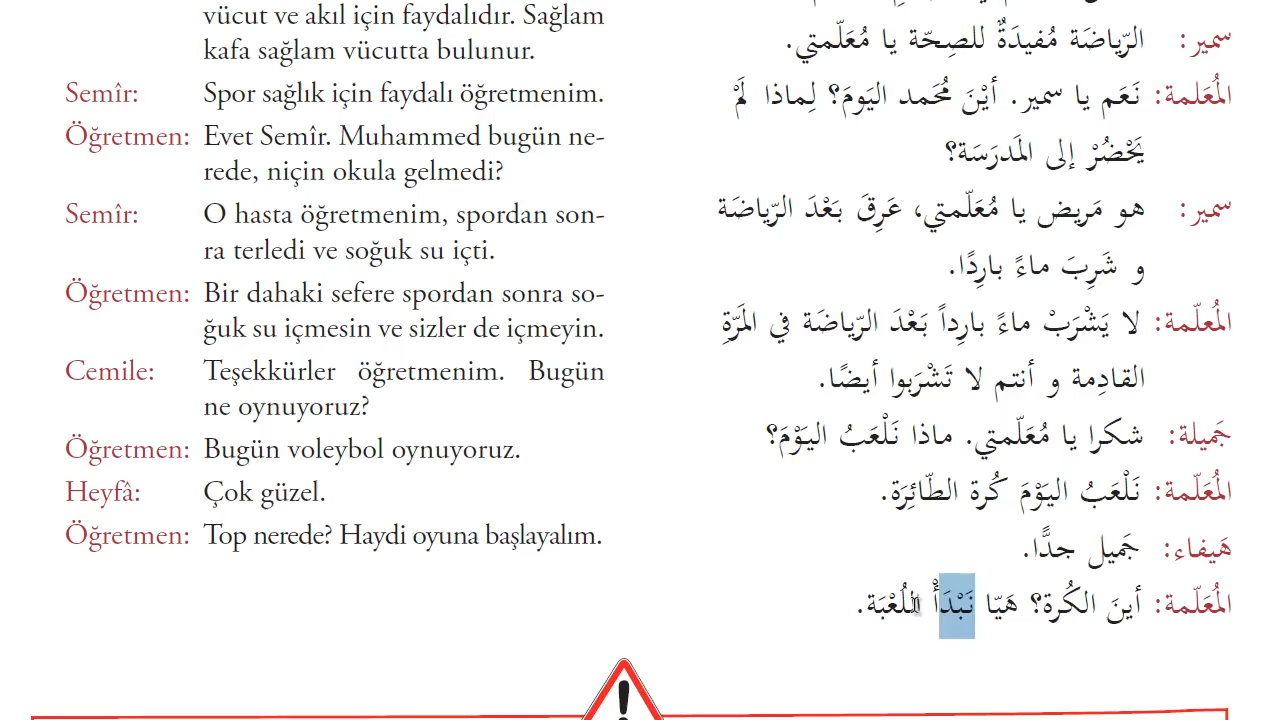 vücut ve akıl için faydalıdır. Sağlam
kafa sağlam vücutta bulunur.
Semîr: Spor sağlık için faydalı öğretmenim.
Öğretmen: Evet Semîr. Muhammed bugün ne-
rede, niçin okula gelmedi?
Semîr: O hasta öğretmenim, spordan son-
ra terledi ve soğuk su içti.
Öğretmen: Bir dahaki sefere spordan sonra so-
ğuk su içmesin ve sizler de içmeyin.
Cemile: Teşekkürler öğretmenim. Bugün
ne oynuyoruz?
Öğretmen: Bugün voleybol oynuyoruz.
Heyfâ: Çok güzel.
Öğretmen: Top nerede? Haydi oyuna başlayalım.
سمير: الرّياضَة مُفيدَةٌ للصِحّة يا مُعَلّمتي.
المُعَلمة: نَعَم يا سمير. أيْنَ مُحَمد اليَومَ؟ لِماذا لَمْ
يَحْضُرْ إلى المَدرَسَة؟
سمير: هو مَريض يا مُعَلّمتي، عَرِقَ بَعْدَ الرّياضَة
و شَرِبَ ماءً بارِدًا.
المُعلّمة: لا يَشْرَبْ ماءً بارِداً بَعْدَ الرّياضَة في المَرّةِ
القادِمة و أنتم لا تَشْرَبوا أيضًا.
جَميلة: شكرا يا مُعَلّمتي. ماذا نَلْعَبُ اليَوْمَ؟
المُعَلّمة: نَلْعَبُ اليَوْمَ كُرة الطّائِرَة.
هَيفاء: جَميل جدًّا.
المُعَلّمة: أينَ الكُرة؟ هَيّا نَبْدَأْ اللُعْبَة.